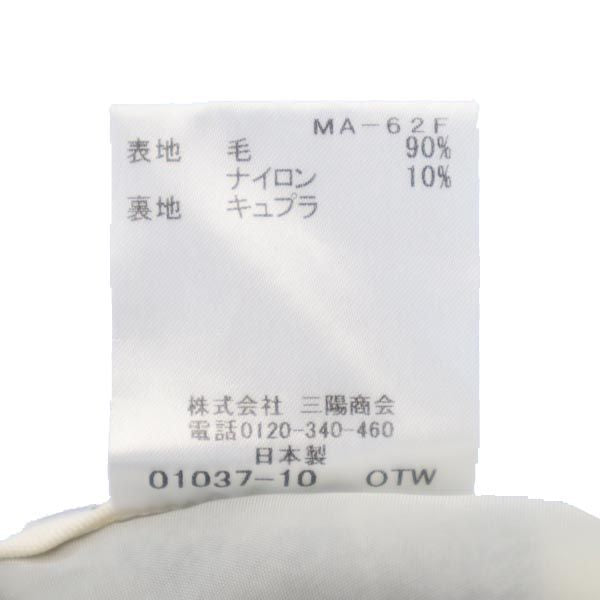 MA-62F
表地 毛 90%
ナイロン 10%
裏地 キュプラ
株式会社 三陽商会
電話0120-340-460
日本製
01037-10 OTW